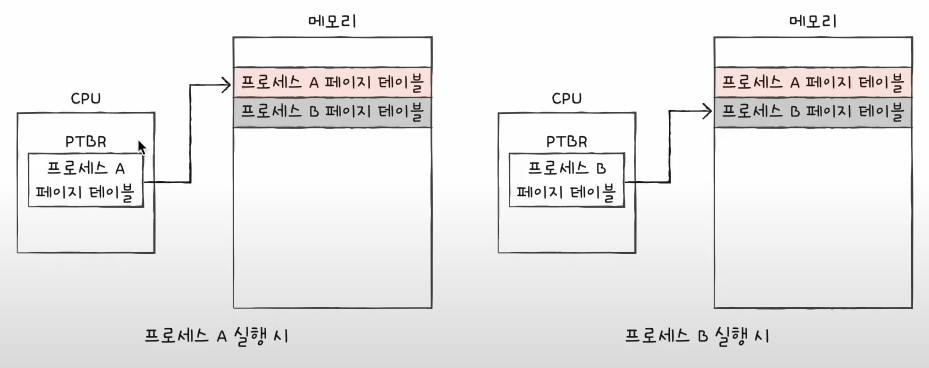 메모리
프로세스 A 페이지 테이블
프로세스 B 페이지 테이블
CPU
PTBR
프로세스 A
페이지 테이블
프로세스 A 실행 시
메모리
프로세스 A 페이지 테이블
프로세스 B 페이지 테이블
CPU
PTBR
프로세스 B
페이지 테이블
프로세스 B 실행 시